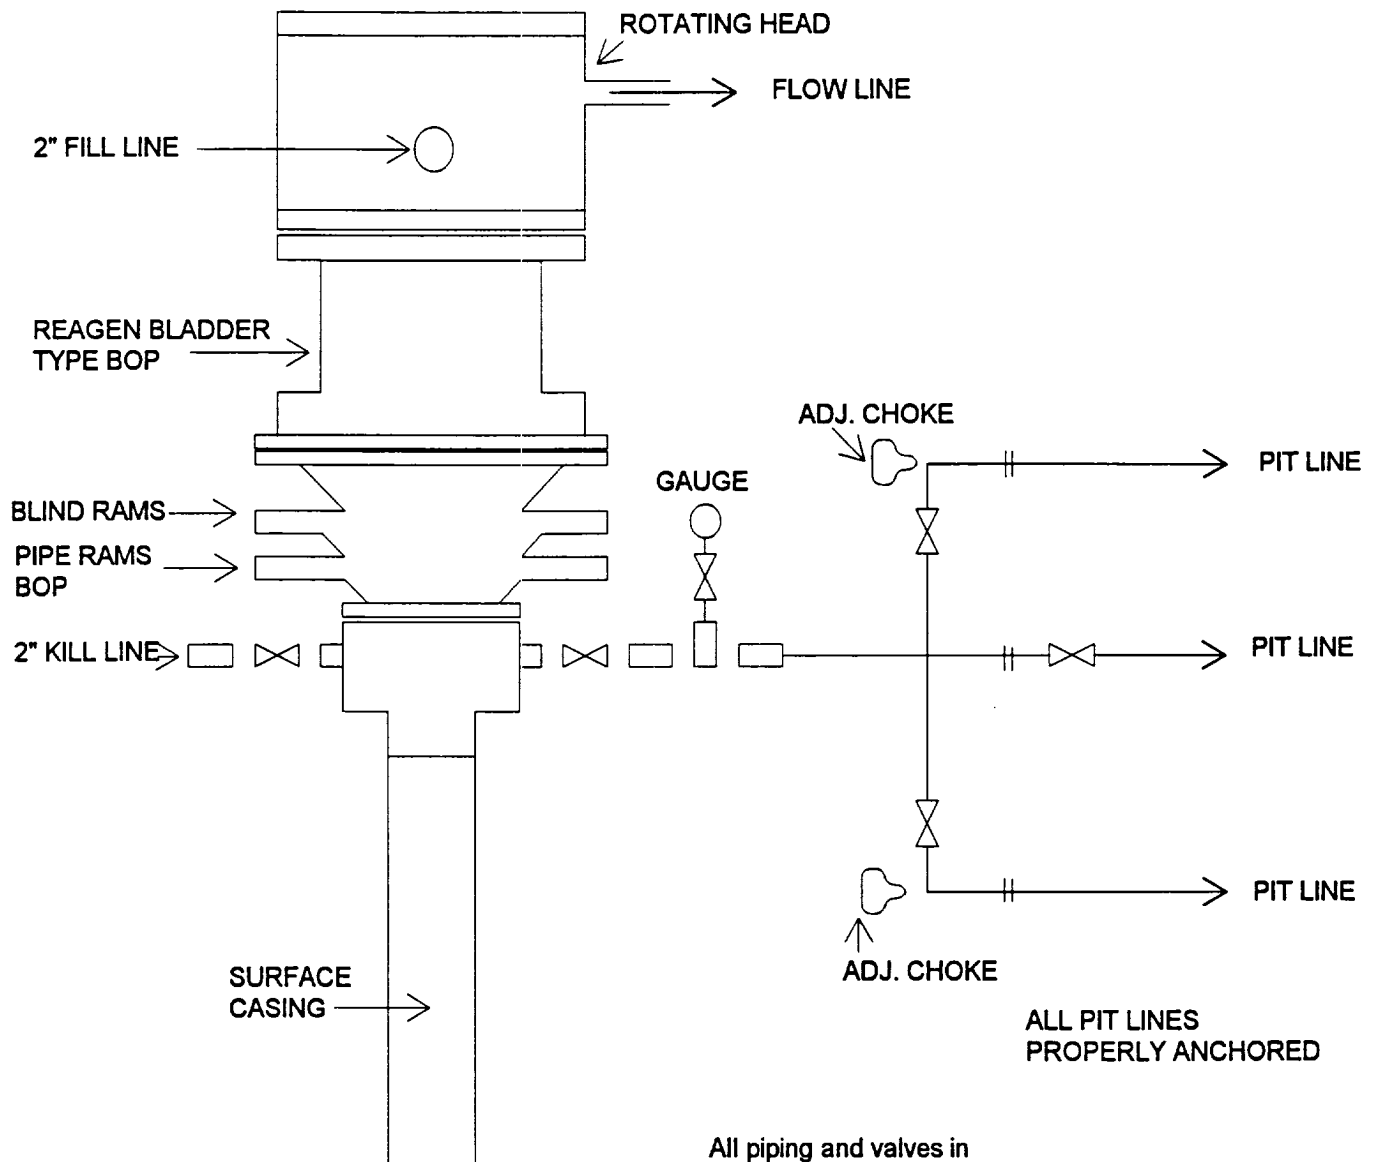 ROTATING HEAD
FLOW LINE
2" FILL LINE
REAGEN BLADDER
TYPE BOP
ADJ. CHOKE
PIT LINE
GAUGE
BLIND RAMS
PIPE RAMS
BOP
2" KILL LINE
PIT LINE
PIT LINE
ADJ. CHOKE
SURFACE
CASING
ALL PIT LINES
PROPERLY ANCHORED
All piping and valves in